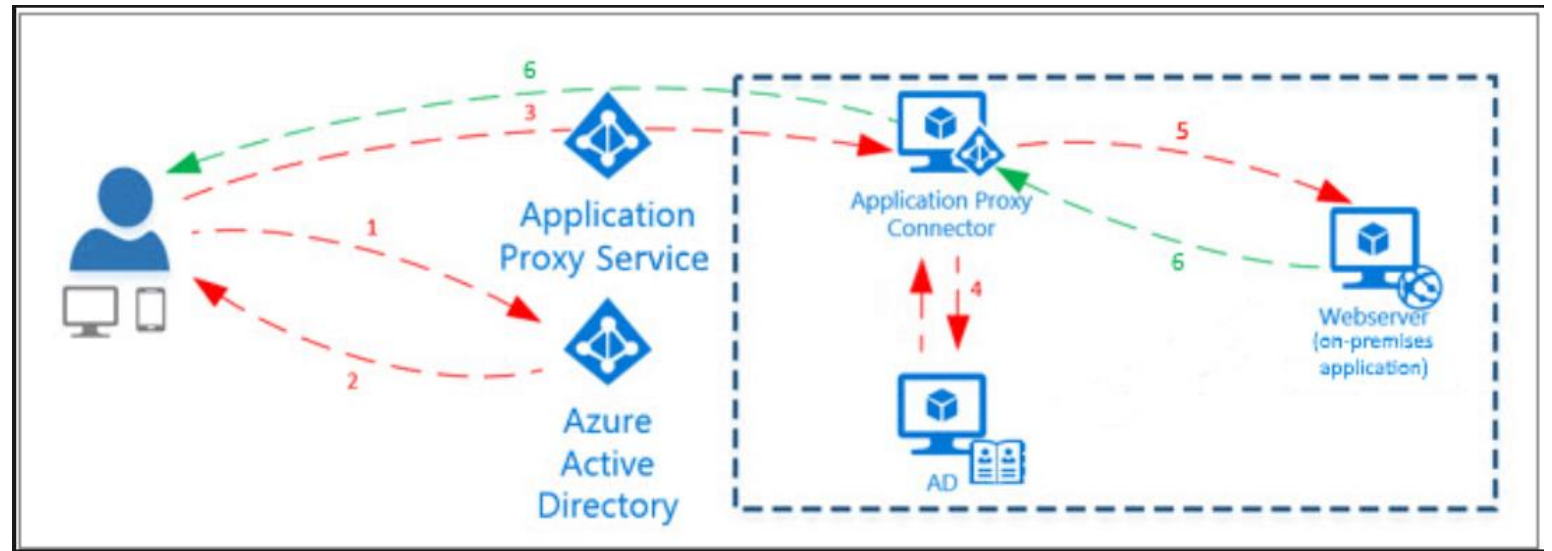 6
3
Application
Proxy Service
1
2
Azure
Active
Directory
Application Proxy
Connector
5
6
4
Webserver
(on-premises
application)
AD